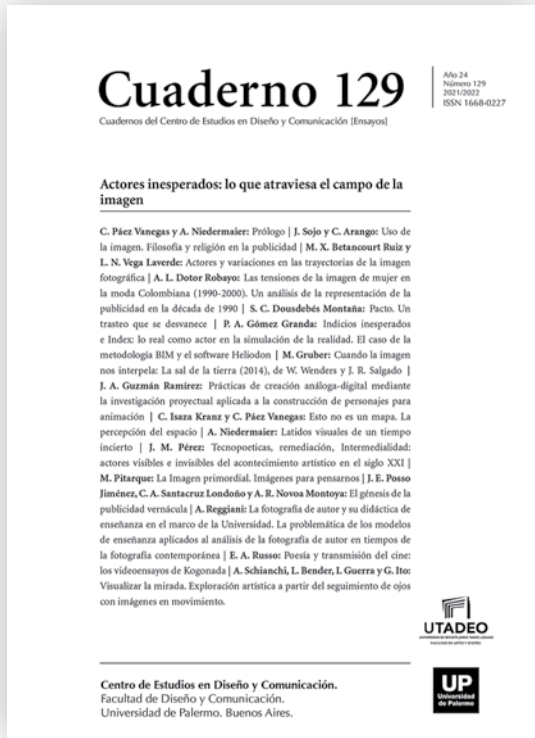 Cuaderno 129
Cuadernos del Centro de Estudios en Diseño y Comunicación [Ensayos]
Año 24
Número 129
2021/2022
ISSN 1668-0227
Actores inesperados: lo que atraviesa el campo de la
imagen
C. Páez Vanegas y A. Niedermaier: Prólogo | J. Sojo y C. Arango: Uso de
la imagen. Filosofía y religión en la publicidad | M. X. Betancourt Ruiz y
L. N. Vega Laverde: Actores y variaciones en las trayectorias de la imagen
fotográfica | A. L. Dotor Robayo: Las tensiones de la imagen de mujer en
la moda Colombiana (1990-2000). Un análisis de la representación de la
publicidad en la década de 1990 | S. C. Dousdebés Montaña: Pacto. Un
trasteo que se desvanece | P. A. Gómez Granda: Indicios inesperados
e Index: lo real como actor en la simulación de la realidad. El caso de la
metodología BIM y el software Heliodon | M. Gruber: Cuando la imagen
nos interpela: La sal de la tierra (2014), de W. Wenders y J. R. Salgado |
J. A. Guzmán Ramírez: Prácticas de creación análoga-digital mediante
la investigación proyectual aplicada a la construcción de personajes para
animación | C. Isaza Kranz y C. Páez Vanegas: Esto no es un mapa. La
percepción del espacio | A. Niedermaier: Latidos visuales de un tiempo
incierto | J. M. Pérez: Tecnopoeticas, remediación, Intermedialidad:
actores visibles e invisibles del acontecimiento artístico en el siglo XXI |
M. Pitarque: La Imagen primordial. Imágenes para pensarnos | J. E. Posso
Jiménez, C. A. Santacruz Londoño y A. R. Novoa Montoya: El génesis de la
publicidad vernácula | A. Reggiani: La fotografía de autor y su didáctica de
enseñanza en el marco de la Universidad. La problemática de los modelos
de enseñanza aplicados al análisis de la fotografía de autor en tiempos de
la fotografía contemporánea | E. A. Russo: Poesía y transmisión del cine:
los videoensayos de Kogonada | A. Schianchi, L. Bender, I. Guerra y G. Ito:
Visualizar la mirada. Exploración artística a partir del seguimiento de ojos
con imágenes en movimiento.
UTADEO
UNIVERSIDAD DE BOGOTÁ JORGE TADEO LOZANO
FACULTAD DE ARTES Y DISEÑO
Centro de Estudios en Diseño y Comunicación.
Facultad de Diseño y Comunicación.
Universidad de Palermo. Buenos Aires.
UP
Universidad
de Palermo